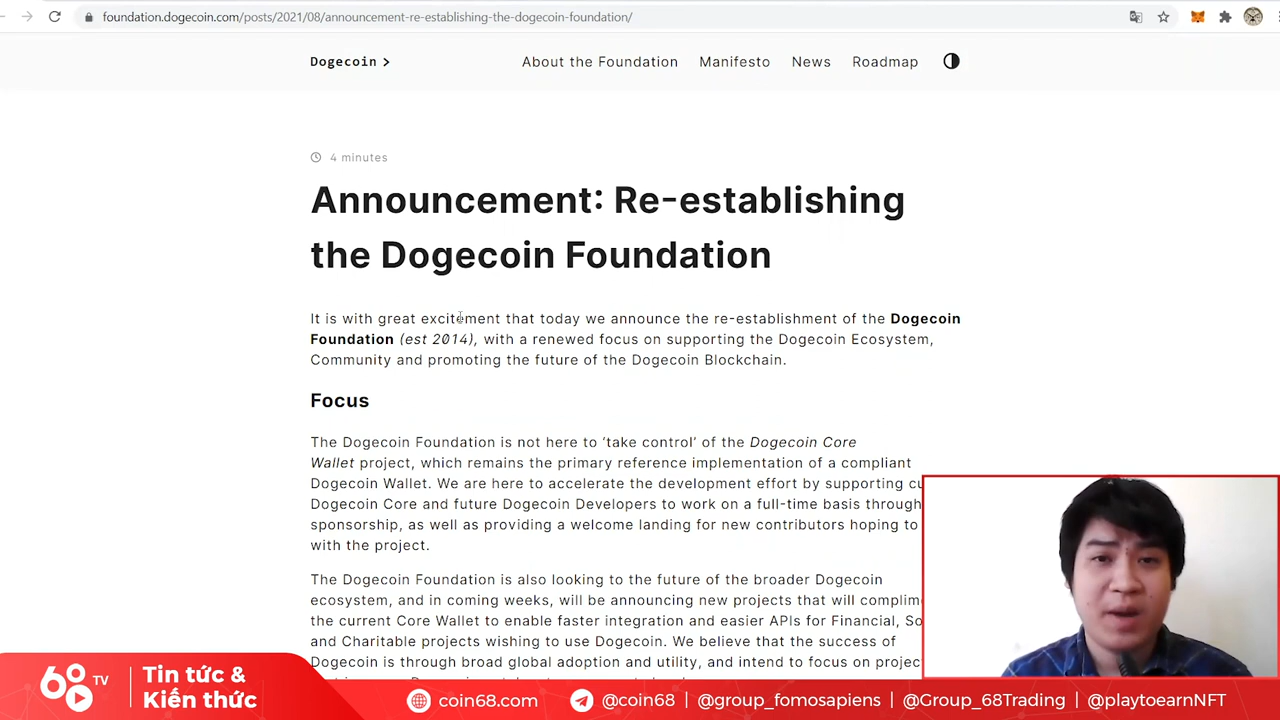 foundation.dogecoin.com/posts/2021/08/announcement-re-establishing-the-dogecoin-foundation/
Dogecoin >
About the Foundation
Manifesto
News
Roadmap
4 minutes
Announcement: Re-establishing
the Dogecoin Foundation
It is with great excitement that today we announce the re-establishment of the Dogecoin
Foundation (est 2014), with a renewed focus on supporting the Dogecoin Ecosystem,
Community and promoting the future of the Dogecoin Blockchain.
Focus
The Dogecoin Foundation is not here to ‘take control’ of the Dogecoin Core
Wallet project, which remains the primary reference implementation of a compliant
Dogecoin Wallet. We are here to accelerate the development effort by supporting
Dogecoin Core and future Dogecoin Developers to work on a full-time basis through
sponsorship, as well as providing a welcome landing for new contributors hoping to
with the project.
The Dogecoin Foundation is also looking to the future of the broader Dogecoin
ecosystem, and in coming weeks, will be announcing new projects that will
the current Core Wallet to enable faster integration and easier APIs for Financial,
and Charitable projects wishing to use Dogecoin. We believe that the success of
Dogecoin is through broad global adoption and utility, and intend to focus on
68 TV
Tin tức &
Kiến thức
coin68.com
@coin68
@group_fomosapiens
@Group_68Trading
@playtoearnNFT